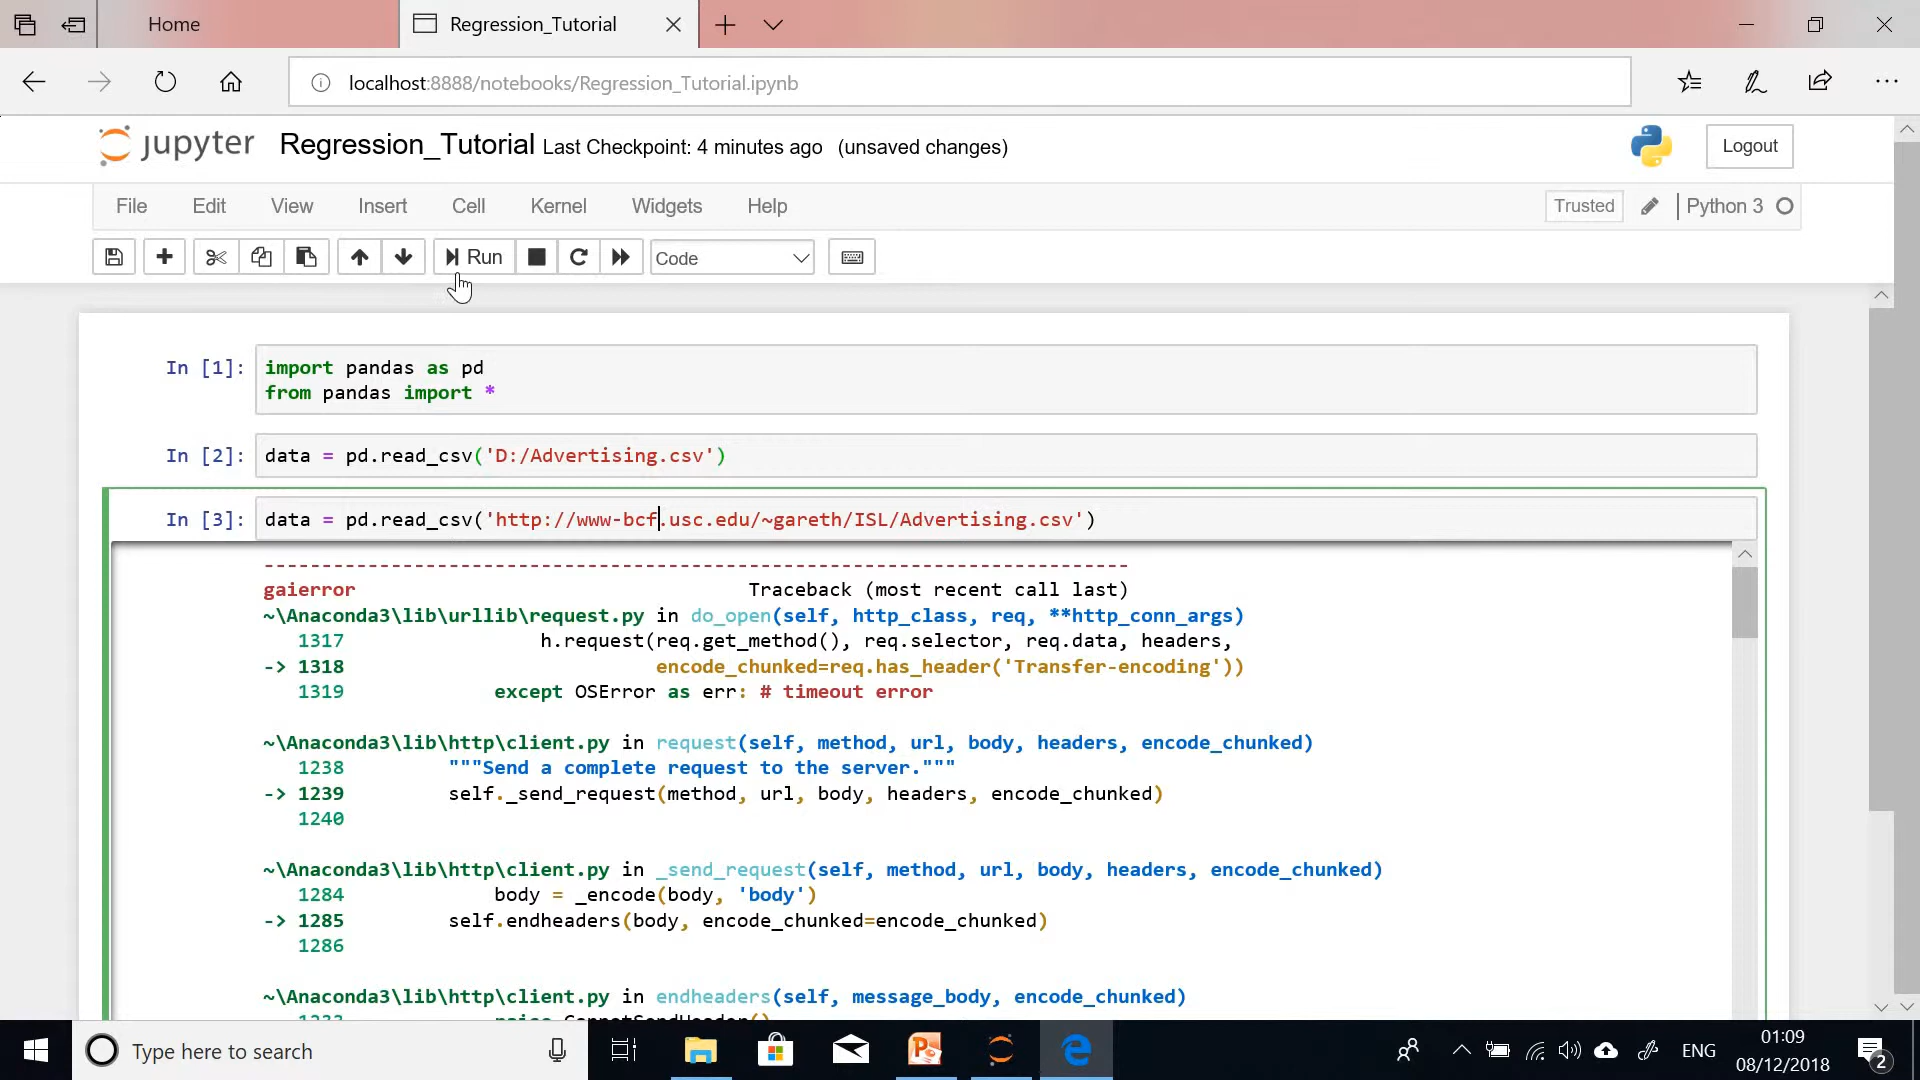 Home
Regression_Tutorial
localhost:8888/notebooks/Regression_Tutorial.ipynb
jupyter Regression_Tutorial Last Checkpoint: 4 minutes ago (unsaved changes)
Logout
File Edit View Insert Cell Kernel Widgets Help
Trusted Python 3
Run Code
In [1]: import pandas as pd
from pandas import *
In [2]: data = pd.read_csv('D:/Advertising.csv')
In [3]: data = pd.read_csv('http://www-bcf.usc.edu/~gareth/ISL/Advertising.csv')
---------------------------------------------------------------------------
gaierror Traceback (most recent call last)
~\Anaconda3\lib\urllib\request.py in do_open(self, http_class, req, **http_conn_args)
1317 h.request(req.get_method(), req.selector, req.data, headers,
-> 1318 encode_chunked=req.has_header('Transfer-encoding'))
1319 except OSError as err: # timeout error
~\Anaconda3\lib\http\client.py in request(self, method, url, body, headers, encode_chunked)
1238 """Send a complete request to the server."""
-> 1239 self._send_request(method, url, body, headers, encode_chunked)
1240
~\Anaconda3\lib\http\client.py in _send_request(self, method, url, body, headers, encode_chunked)
1284 body = _encode(body, 'body')
-> 1285 self.endheaders(body, encode_chunked=encode_chunked)
1286
~\Anaconda3\lib\http\client.py in endheaders(self, message_body, encode_chunked)
Type here to search
ENG
01:09
08/12/2018
2